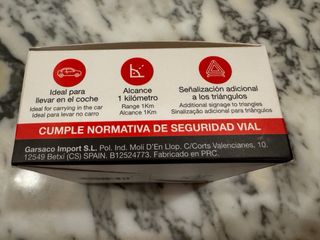 Ideal para
llevar en el coche
Ideal for carrying in the car
Ideal para levar no carro
Alcance
1 kilómetro
Range 1Km
Alcance 1Km
Señalización adicional
a los triángulos
Additional signage to triangles
Sinalização adicional para triângulos
CUMPLE NORMATIVA DE SEGURIDAD VIAL
Garsaco Import S.L. Pol. Ind. Molí D'En Llop. C/Corts Valencianes, 10.
12549 Betxí (CS) SPAIN. B12524773. Fabricado en PRC.